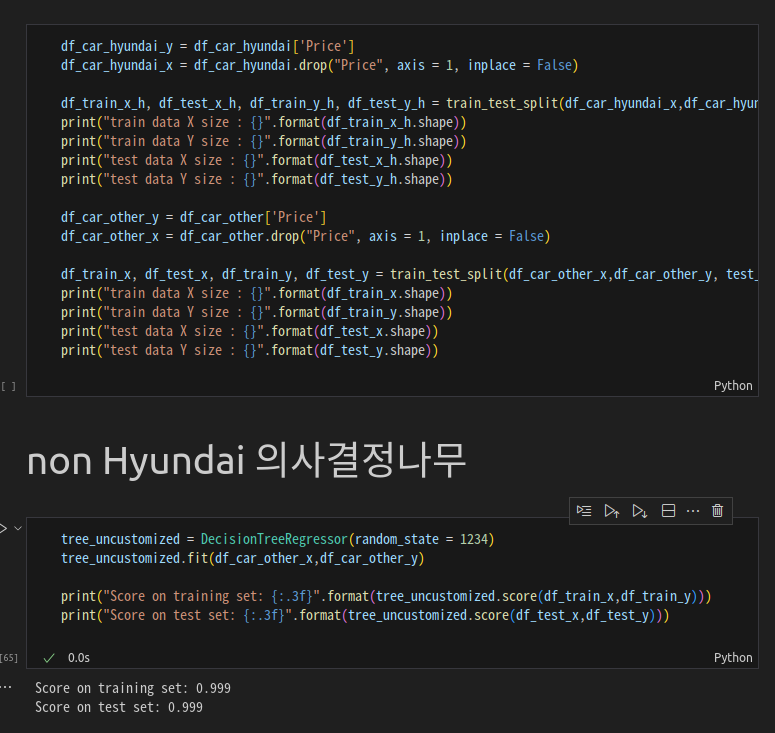 df_car_hyundai_y = df_car_hyundai['Price']
df_car_hyundai_x = df_car_hyundai.drop("Price", axis = 1, inplace = False)
df_train_x_h, df_test_x_h, df_train_y_h, df_test_y_h = train_test_split(df_car_hyundai_x,df_car_hyun
print("train data X size : {}".format(df_train_x_h.shape))
print("train data Y size : {}".format(df_train_y_h.shape))
print("test data X size : {}".format(df_test_x_h.shape))
print("test data Y size : {}".format(df_test_y_h.shape))
df_car_other_y = df_car_other['Price']
df_car_other_x = df_car_other.drop("Price", axis = 1, inplace = False)
df_train_x, df_test_x, df_train_y, df_test_y = train_test_split(df_car_other_x,df_car_other_y, test_
print("train data X size : {}".format(df_train_x.shape))
print("train data Y size : {}".format(df_train_y.shape))
print("test data X size : {}".format(df_test_x.shape))
print("test data Y size : {}".format(df_test_y.shape))
[ ]
Python
non Hyundai 의사결정나무
tree_uncustomized = DecisionTreeRegressor(random_state = 1234)
tree_uncustomized.fit(df_car_other_x,df_car_other_y)
print("Score on training set: {:.3f}".format(tree_uncustomized.score(df_train_x,df_train_y)))
print("Score on test set: {:.3f}".format(tree_uncustomized.score(df_test_x,df_test_y)))
[65] 0.0s
Python
Score on training set: 0.999
Score on test set: 0.999